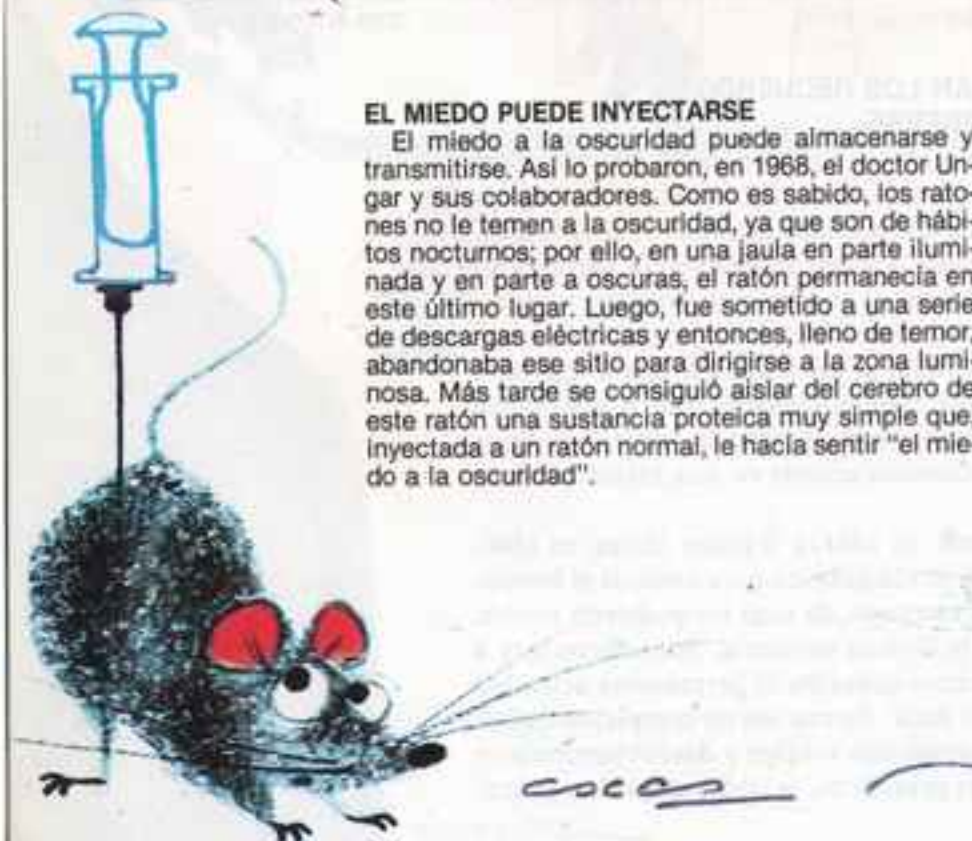 EL MIEDO PUEDE INYECTARSE
El miedo a la oscuridad puede almacenarse y
transmitirse. Así lo probaron, en 1968, el doctor Un-
gar y sus colaboradores. Como es sabido, los rato-
nes no le temen a la oscuridad, ya que son de hábi-
tos nocturnos; por ello, en una jaula en parte ilumi-
nada y en parte a oscuras, el ratón permanecía en
este último lugar. Luego, fue sometido a una serie
de descargas eléctricas y entonces, lleno de temor,
abandonaba ese sitio para dirigirse a la zona lumi-
nosa. Más tarde se consiguió aislar del cerebro de
este ratón una sustancia proteica muy simple que,
inyectada a un ratón normal, le hacía sentir "el mie-
do a la oscuridad".